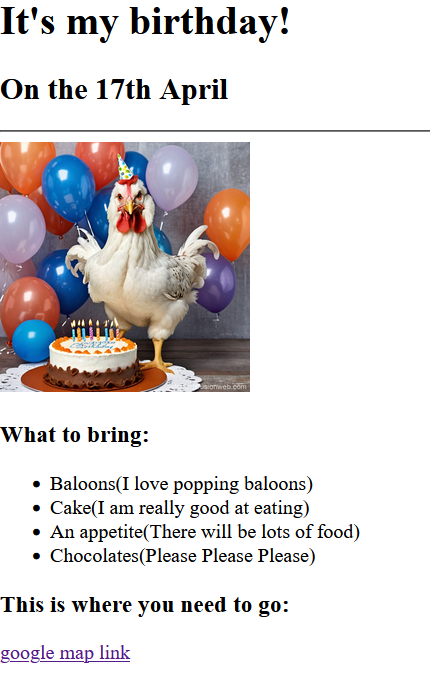 It's my birthday!
On the 17th April
What to bring:
Baloons(I love popping baloons)
Cake(I am really good at eating)
An appetite(There will be lots of food)
Chocolates(Please Please Please)
This is where you need to go:
google map link